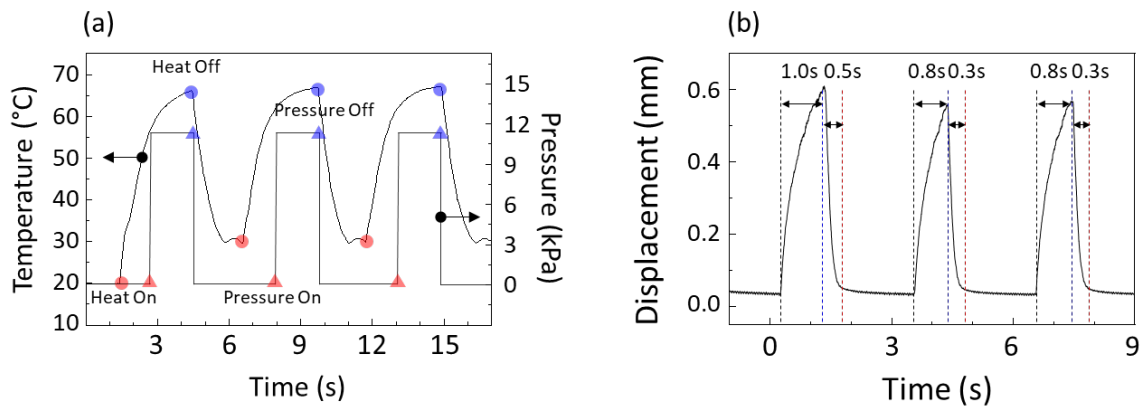 (a)
70
60
50
40
30
20
10
Temperature (°C)
Heat Off
Pressure Off
Heat On
Pressure On
15
12
9
6
3
0
Pressure (kPa)
3 6 9 12 15
Time (s)
(b)
0.6
0.4
0.2
0.0
Displacement (mm)
1.0s 0.5s 0.8s 0.3s 0.8s 0.3s
0 3 6 9
Time (s)